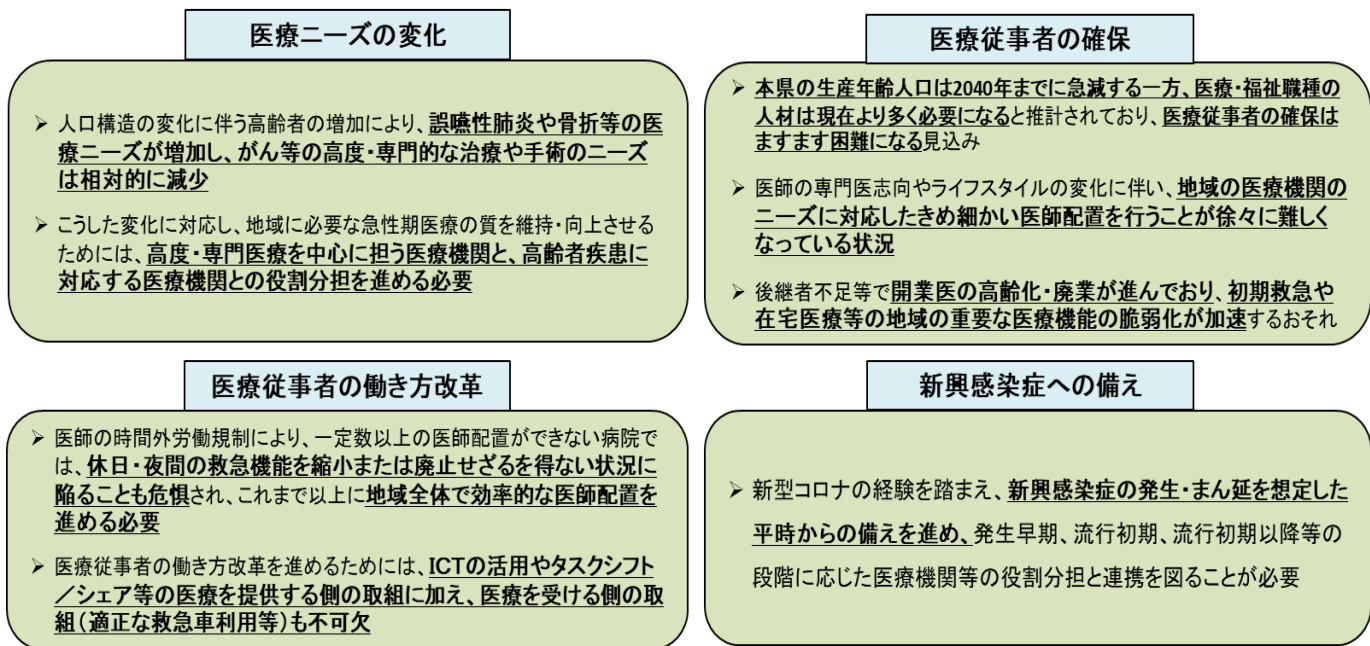 医療ニーズの変化
➢ 人口構造の変化に伴う高齢者の増加により、誤嚥性肺炎や骨折等の医
療ニーズが増加し、がん等の高度・専門的な治療や手術のニーズ
は相対的に減少
➢ こうした変化に対応し、地域に必要な急性期医療の質を維持・向上させる
ためには、高度・専門医療を中心に担う医療機関と、高齢者疾患に
対応する医療機関との役割分担を進める必要
医療従事者の確保
➢ 本県の生産年齢人口は2040年までに急減する一方、医療・福祉職種の
人材は現在より多く必要になると推計されており、医療従事者の確保は
ますます困難になる見込み
➢ 医師の専門医志向やライフスタイルの変化に伴い、地域の医療機関の
ニーズに対応したきめ細かい医師配置を行うことが徐々に難しく
なっている状況
➢ 後継者不足等で開業医の高齢化・廃業が進んでおり、初期救急や
在宅医療等の地域の重要な医療機能の脆弱化が加速するおそれ
医療従事者の働き方改革
➢ 医師の時間外労働規制により、一定数以上の医師配置ができない病院で
は、休日・夜間の救急機能を縮小または廃止せざるを得ない状況に
陥ることも危惧され、これまで以上に地域全体で効率的な医師配置を
進める必要
➢ 医療従事者の働き方改革を進めるためには、ICTの活用やタスクシフト
／シェア等の医療を提供する側の取組に加え、医療を受ける側の取
組（適正な救急車利用等）も不可欠
新興感染症への備え
➢ 新型コロナの経験を踏まえ、新興感染症の発生・まん延を想定した
平時からの備えを進め、発生早期、流行初期、流行初期以降等の
段階に応じた医療機関等の役割分担と連携を図ることが必要